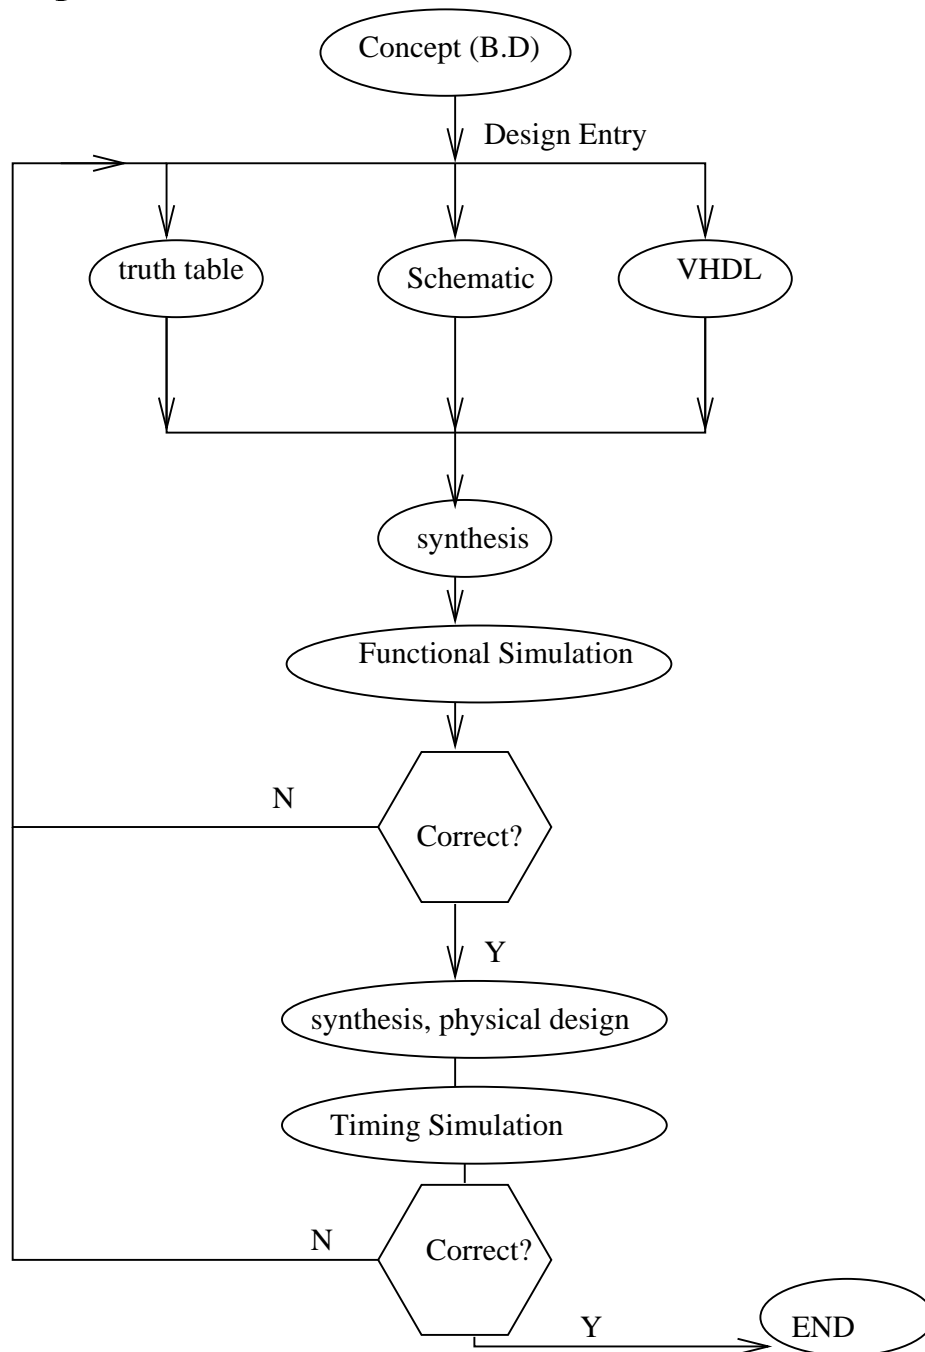 Concept (B.D)
Design Entry
truth table
Schematic
VHDL
synthesis
Functional Simulation
N
Correct?
Y
synthesis, physical design
Timing Simulation
N
Correct?
Y
END